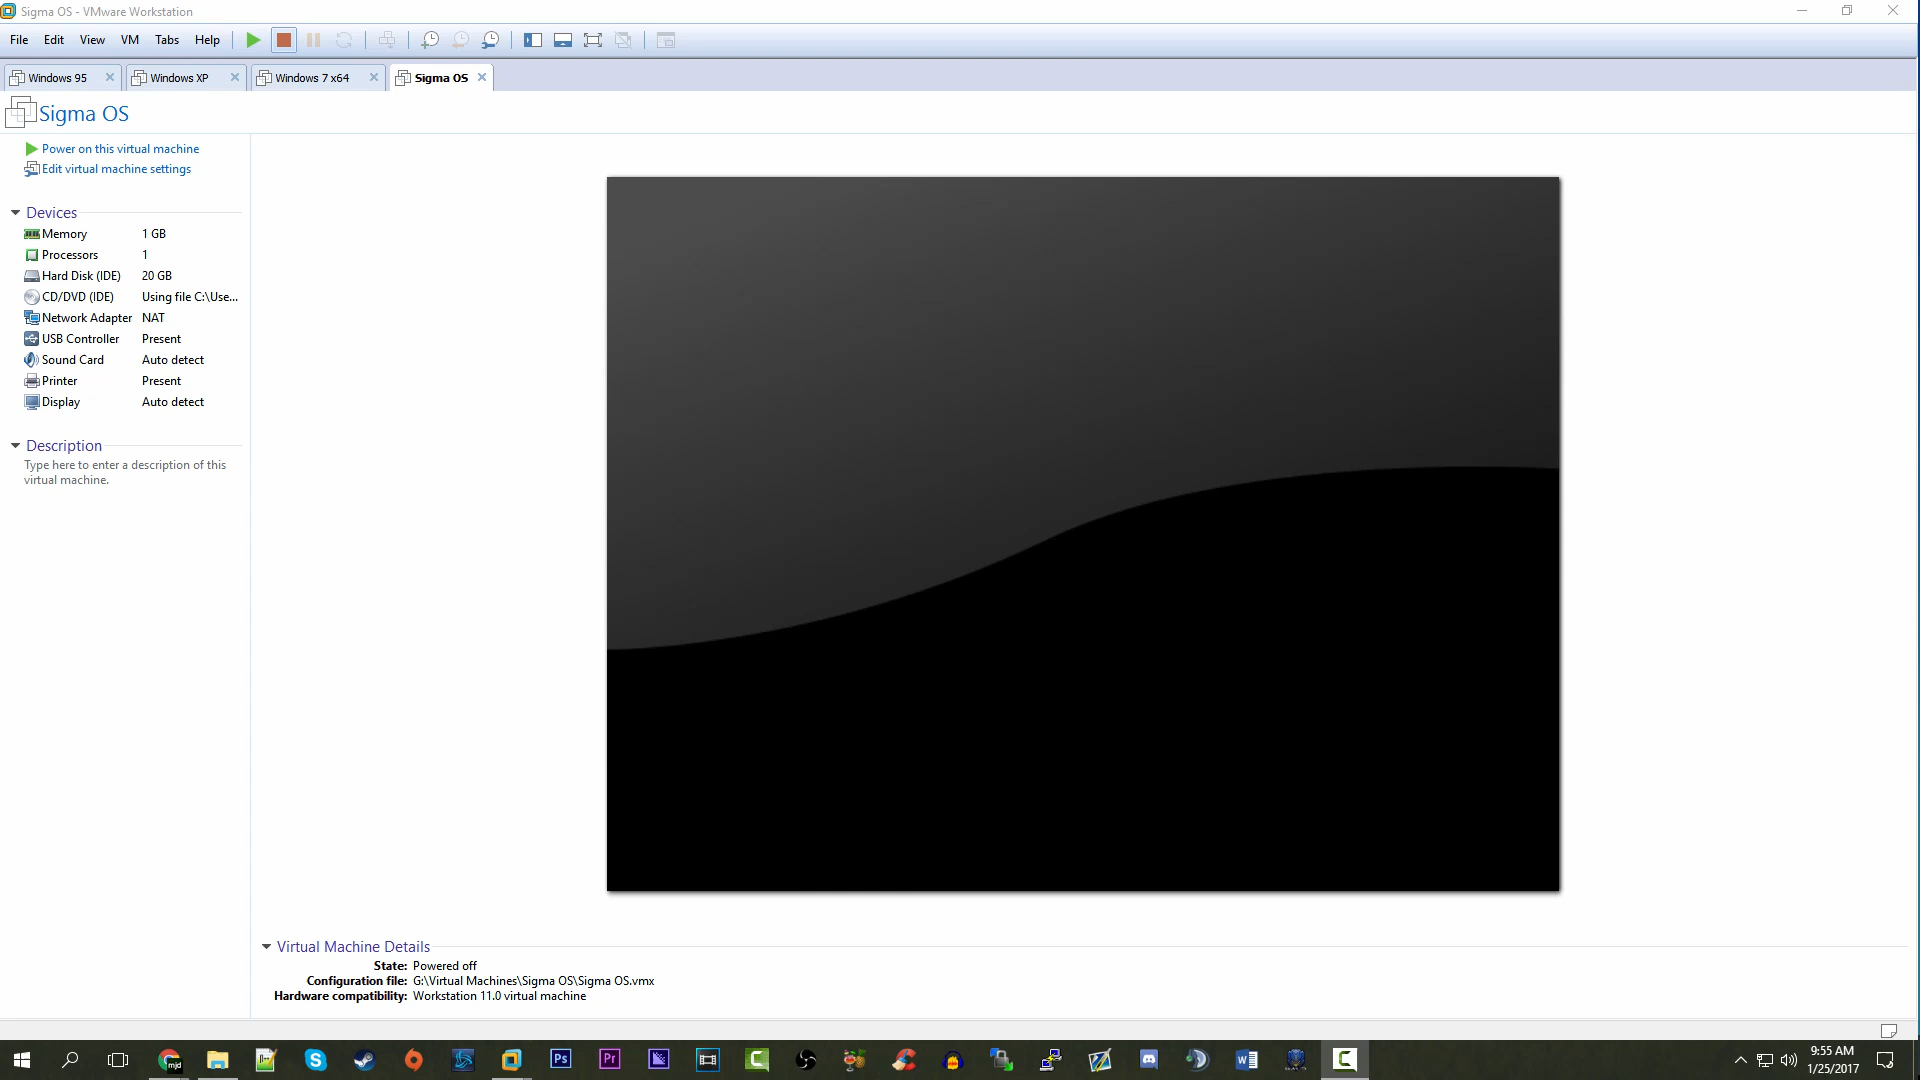 Sigma OS - VMware Workstation
File Edit View VM Tabs Help
Windows 95 Windows XP Windows 7 x64 Sigma OS
Sigma OS
Power on this virtual machine
Edit virtual machine settings
Devices
Memory 1 GB
Processors 1
Hard Disk (IDE) 20 GB
CD/DVD (IDE) Using file C:\Use...
Network Adapter NAT
USB Controller Present
Sound Card Auto detect
Printer Present
Display Auto detect
Description
Type here to enter a description of this
virtual machine.
Virtual Machine Details
State: Powered off
Configuration file: G:\Virtual Machines\Sigma OS\Sigma OS.vmx
Hardware compatibility: Workstation 11.0 virtual machine
mjd
Ps
Pr
9:55 AM
1/25/2017